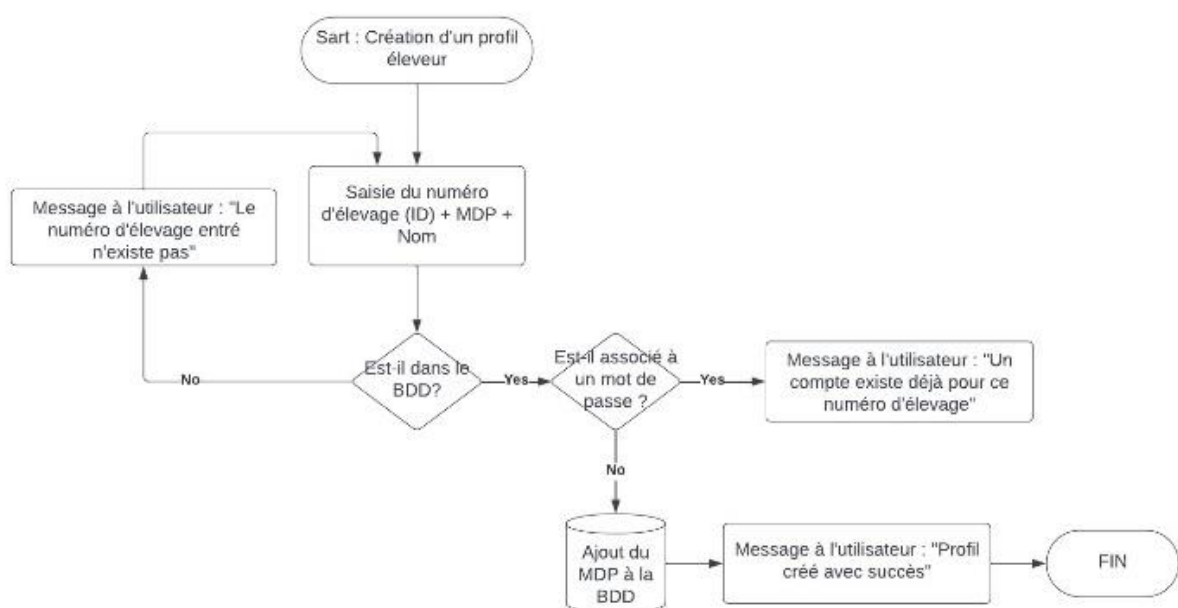 Sart : Création d'un profil
éleveur
Saisie du numéro
d'élevage (ID) + MDP +
Nom
Message à l'utilisateur : "Le
numéro d'élevage entré
n'existe pas"
Est-il dans le
BDD?
No
Yes
Est-il associé à
un mot de
passe ?
Yes
Message à l'utilisateur : "Un
compte existe déjà pour ce
numéro d'élevage"
No
Ajout du
MDP à la
BDD
Message à l'utilisateur : "Profil
créé avec succès"
FIN